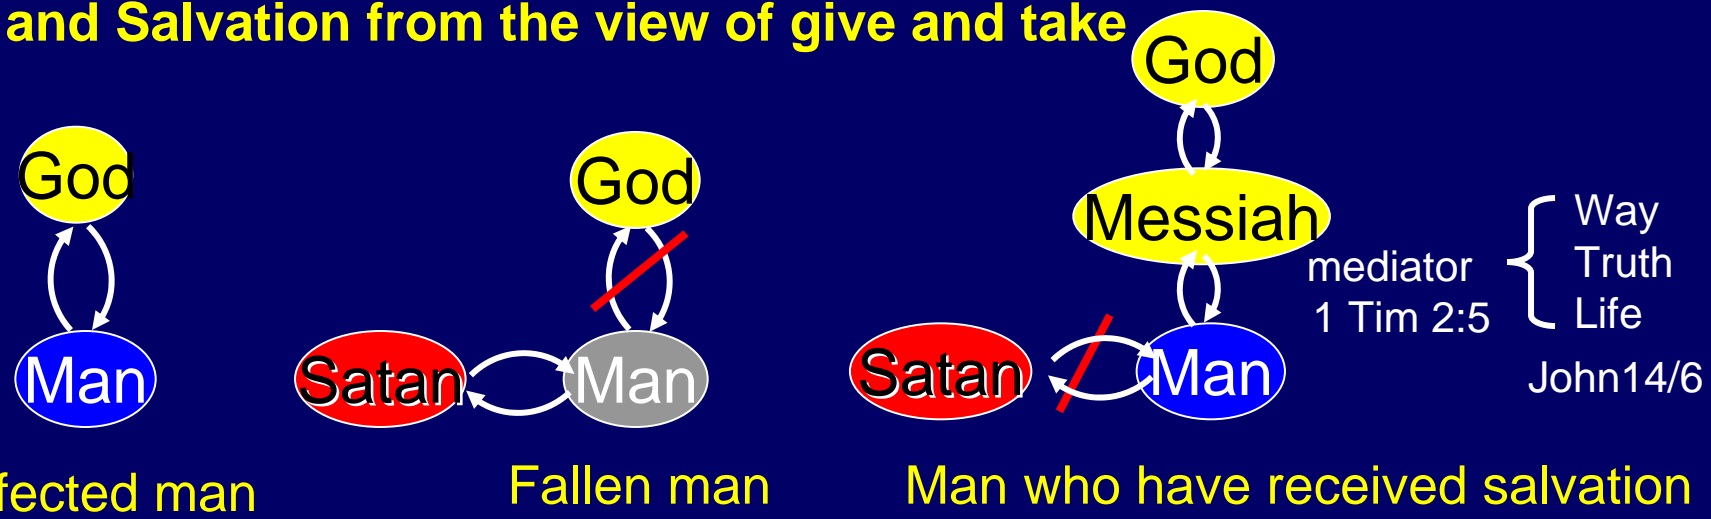 and Salvation from the view of give and take
God
Man
God
Satan
Man
God
Messiah
Satan
Man
mediator
1 Tim 2:5
Way
Truth
Life
John14/6
fected man
Fallen man
Man who have received salvation